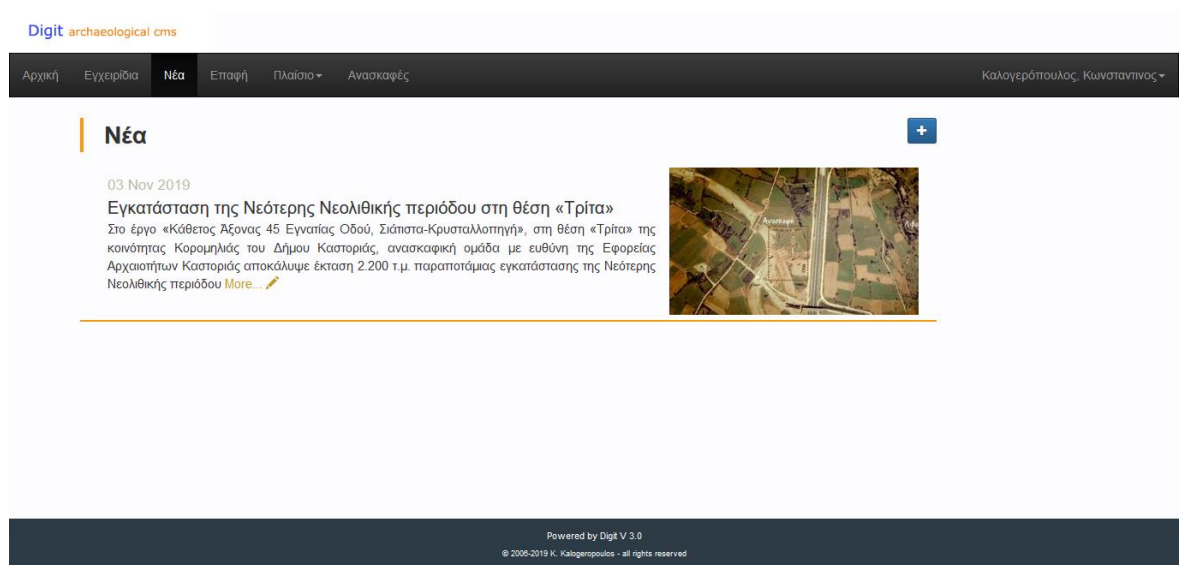 Digit archaeological cms
Αρχική Εγχειρίδια Νέα Επαφή Πλαίσιο Ανασκαφές Καλογερόπουλος, Κωνσταντινος
Νέα
03 Nov 2019
Εγκατάσταση της Νεότερης Νεολιθικής περιόδου στη θέση «Τρίτα»
Στο έργο «Κάθετος Άξονας 45 Εγνατίας Οδού, Σιάτιστα-Κρυσταλλοπηγή», στη θέση «Τρίτα» της
κοινότητας Κορομηλιάς του Δήμου Καστοριάς, ανασκαφική ομάδα με ευθύνη της Εφορείας
Αρχαιοτήτων Καστοριάς αποκάλυψε έκταση 2.200 τ.μ. παραποτάμιας εγκατάστασης της Νεότερης
Νεολιθικής περιόδου More...
Ανασκαφή
Powered by Digit V 3.0
© 2006-2019 K. Kalogeropoulos - all rights reserved